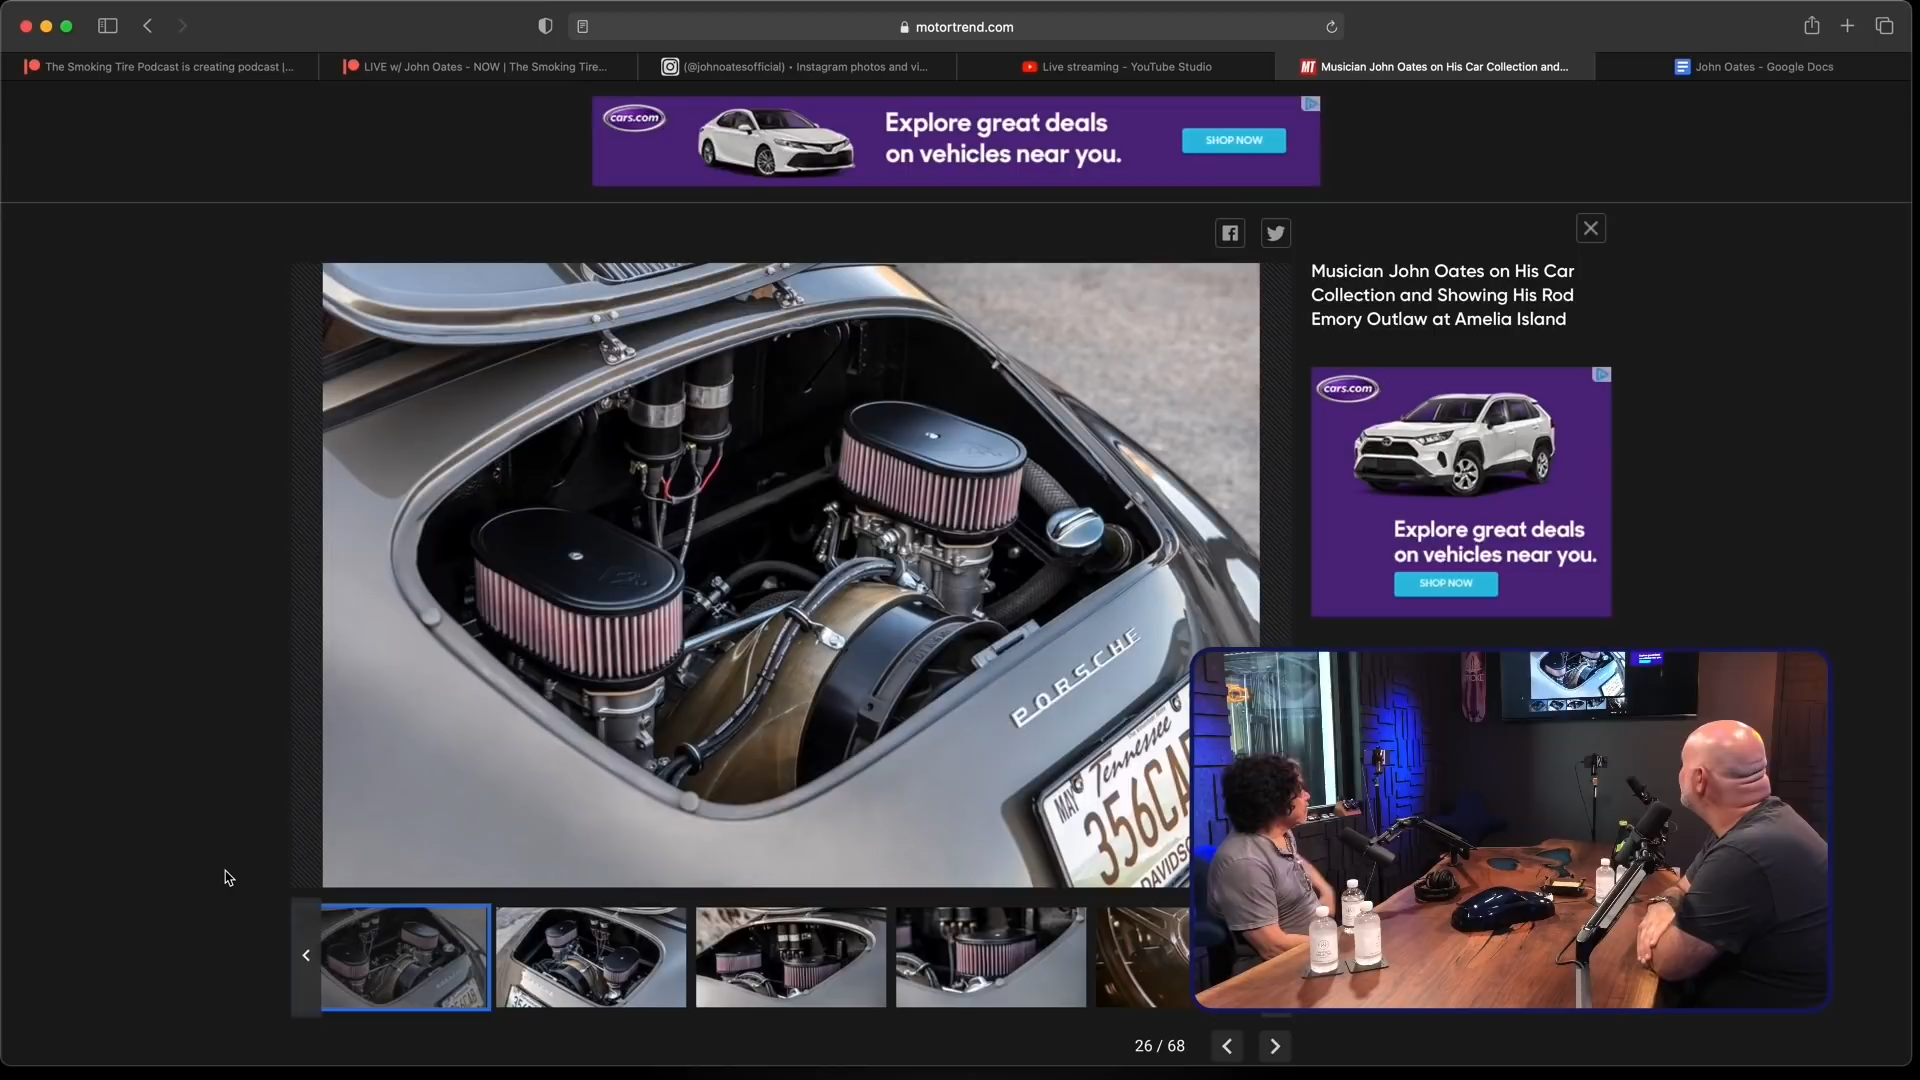 motortrend.com
The Smoking Tire Podcast is creating podcast |...
LIVE w/ John Oates - NOW | The Smoking Tire...
(@johnoatesofficial) • Instagram photos and vi...
Live streaming - YouTube Studio
MT Musician John Oates on His Car Collection and...
John Oates - Google Docs
cars.com
Explore great deals
on vehicles near you.
SHOP NOW
Musician John Oates on His Car
Collection and Showing His Rod
Emory Outlaw at Amelia Island
cars.com
Explore great deals
on vehicles near you.
SHOP NOW
PORSCHE
Tennessee
MAY
356CA
DAVIDSO
26 / 68